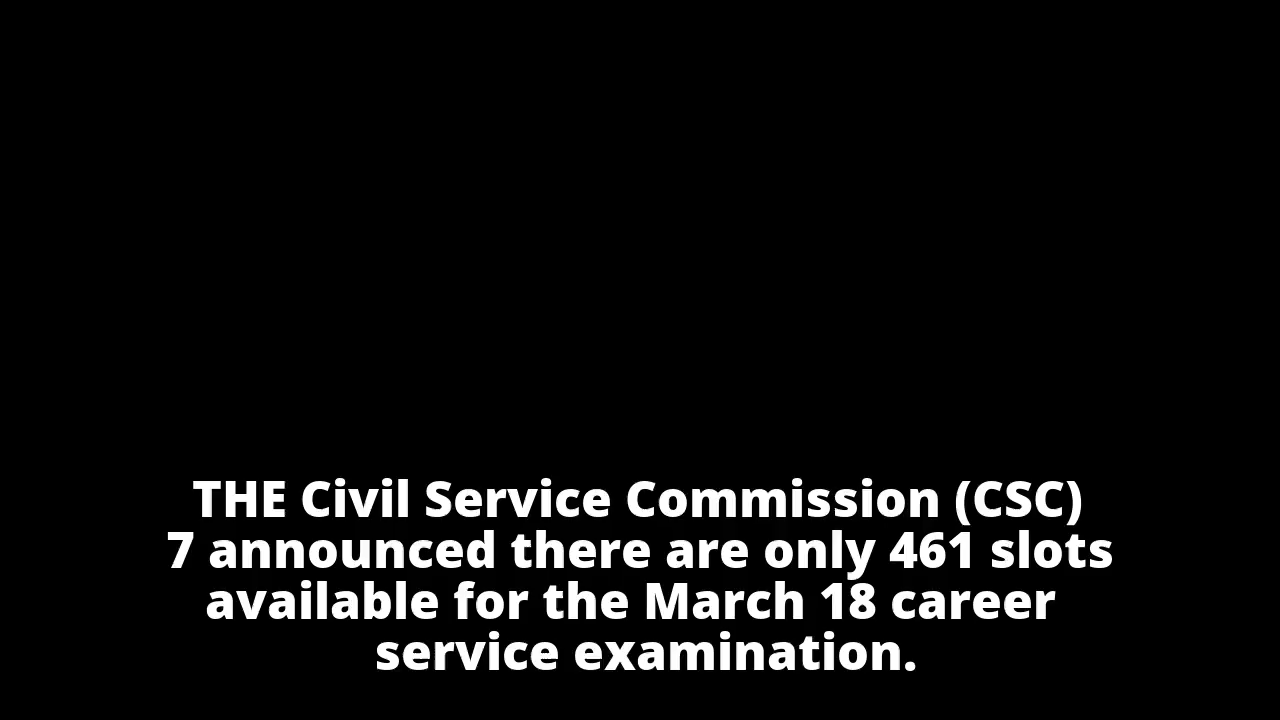 THE Civil Service Commission (CSC)
7 announced there are only 461 slots
available for the March 18 career
service examination.